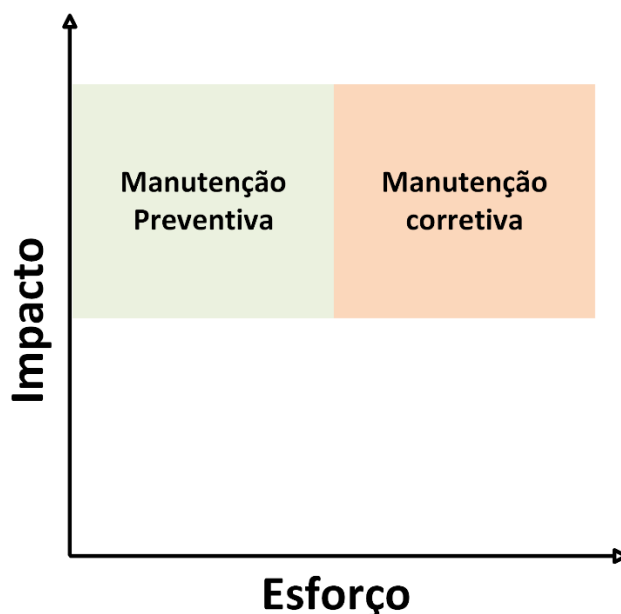 Manutenção
Preventiva
Manutenção
corretiva
Impacto
Esforço